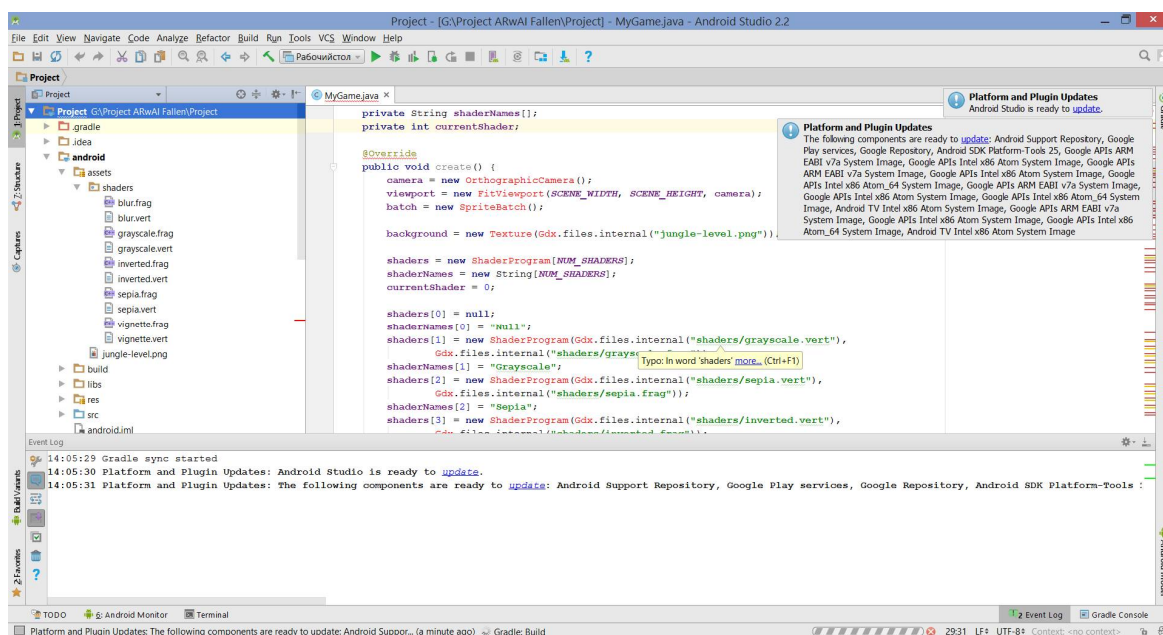 Project - [G:\Project ARwAI Fallen\Project] - MyGame.java - Android Studio 2.2
File Edit View Navigate Code Analyze Refactor Build Run Tools VCS Window Help
Рабочийстол
Project
Project
MyGame.java
1: Project
Z: Structure
Captures
Build Variants
2: Favorites
Project G:\Project ARwAI Fallen\Project
.gradle
.idea
android
assets
shaders
blur.frag
blur.vert
grayscale.frag
grayscale.vert
inverted.frag
inverted.vert
sepia.frag
sepia.vert
vignette.frag
vignette.vert
jungle-level.png
build
libs
res
src
android.iml
private String shaderNames[];
private int currentShader;
@Override
public void create() {
camera = new OrthographicCamera();
viewport = new FitViewport(SCENE_WIDTH, SCENE_HEIGHT, camera);
batch = new SpriteBatch();
background = new Texture(Gdx.files.internal("jungle-level.png"))
shaders = new ShaderProgram[NUM_SHADERS];
shaderNames = new String[NUM_SHADERS];
currentShader = 0;
shaders[0] = null;
shaderNames[0] = "Null";
shaders[1] = new ShaderProgram(Gdx.files.internal("shaders/grayscale.vert"),
Gdx.files.internal("shaders/grays
Typo: In word 'shaders' more... (Ctrl+F1)
shaderNames[1] = "Grayscale";
shaders[2] = new ShaderProgram(Gdx.files.internal("shaders/sepia.vert"),
Gdx.files.internal("shaders/sepia.frag"));
shaderNames[2] = "Sepia";
shaders[3] = new ShaderProgram(Gdx.files.internal("shaders/inverted.vert"),
Gdx.files.internal("shaders/inverted.frag"));
Platform and Plugin Updates
Android Studio is ready to update.
Platform and Plugin Updates
The following components are ready to update: Android Support Repository, Google
Play services, Google Repository, Android SDK Platform-Tools 25, Google APIs ARM
EABI v7a System Image, Google APIs Intel x86 Atom System Image, Google APIs
ARM EABI v7a System Image, Google APIs Intel x86 Atom System Image, Google
APIs Intel x86 Atom_64 System Image, Google APIs ARM EABI v7a System Image,
Google APIs Intel x86 Atom System Image, Google APIs Intel x86 Atom_64 System
Image, Android TV Intel x86 Atom System Image, Google APIs ARM EABI v7a
System Image, Google APIs Intel x86 Atom System Image, Google APIs Intel x86
Atom_64 System Image, Android TV Intel x86 Atom System Image
Event Log
14:05:29 Gradle sync started
14:05:30 Platform and Plugin Updates: Android Studio is ready to update.
14:05:31 Platform and Plugin Updates: The following components are ready to update: Android Support Repository, Google Play services, Google Repository, Android SDK Platform-Tools
TODO 6: Android Monitor Terminal 2 Event Log Gradle Console
Platform and Plugin Updates: The following components are ready to update: Android Suppor... (a minute ago) Gradle: Build 29:31 LF UTF-8 Context: <no context>